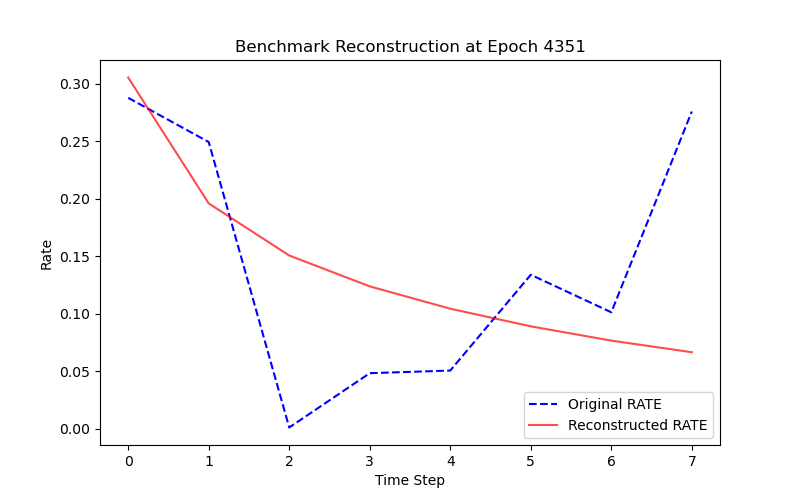 Benchmark Reconstruction at Epoch 4351
Rate
0.30
0.25
0.20
0.15
0.10
0.05
0.00
Original RATE
Reconstructed RATE
0 1 2 3 4 5 6 7
Time Step